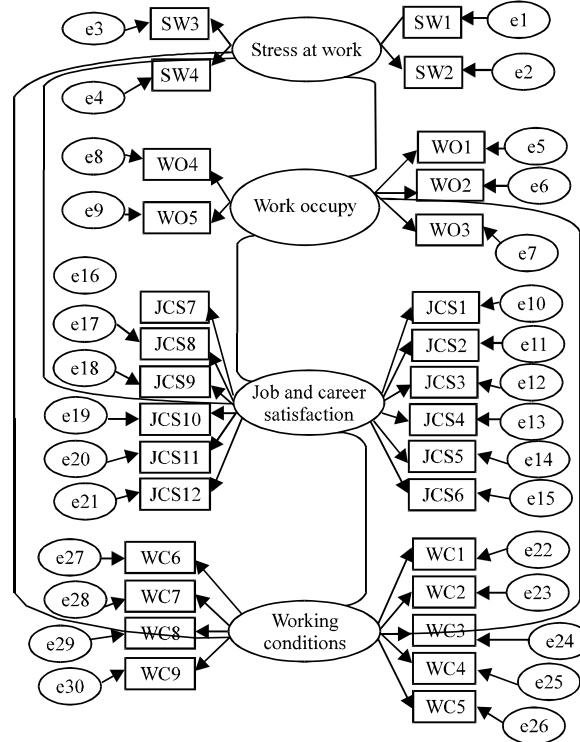 e3 SW3 SW1 e1
Stress at work
e4 SW4 SW2 e2
e8 WO4 WO1 e5
WO2 e6
Work occupy
e9 WO5 WO3
e7
e16
JCS7 JCS1 e10
e17 JCS8 JCS2 e11
e18 JCS9 JCS3 e12
Job and career
satisfaction
e19 JCS10 JCS4 e13
e20 JCS11 JCS5 e14
e21 JCS12 JCS6 e15
e27 WC6 WC1 e22
e28 WC7 WC2 e23
Working
conditions
e29 WC8 WC3 e24
e30 WC9 WC4 e25
WC5 e26